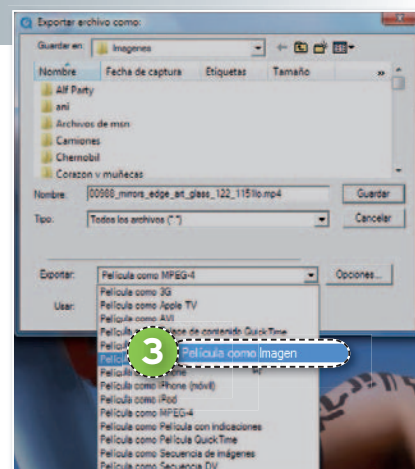 Exportar archivo como:
Guardar en: Imagenes
Nombre Fecha de captura Etiquetas Tamaño »
Alf Party
ani
Archivos de msn
Camiones
Chernobil
Corazon y muñecas
Nombre: 00988_mirrors_edge_art_glass_122_1151lo.mp4 Guardar
Tipo: Todos los archivos (*.*) Cancelar
Exportar: Película como MPEG-4 Opciones...
Usar: Película como 3G
Película como Apple TV
Película como AVI
de contenido QuickTime
3 Película como Imagen
Película como iPhone (móvil)
Película como iPod
Película como MPEG-4
Película como Película con indicaciones
Película como Película QuickTime
Película como Secuencia de imágenes
Película como Secuencia DV